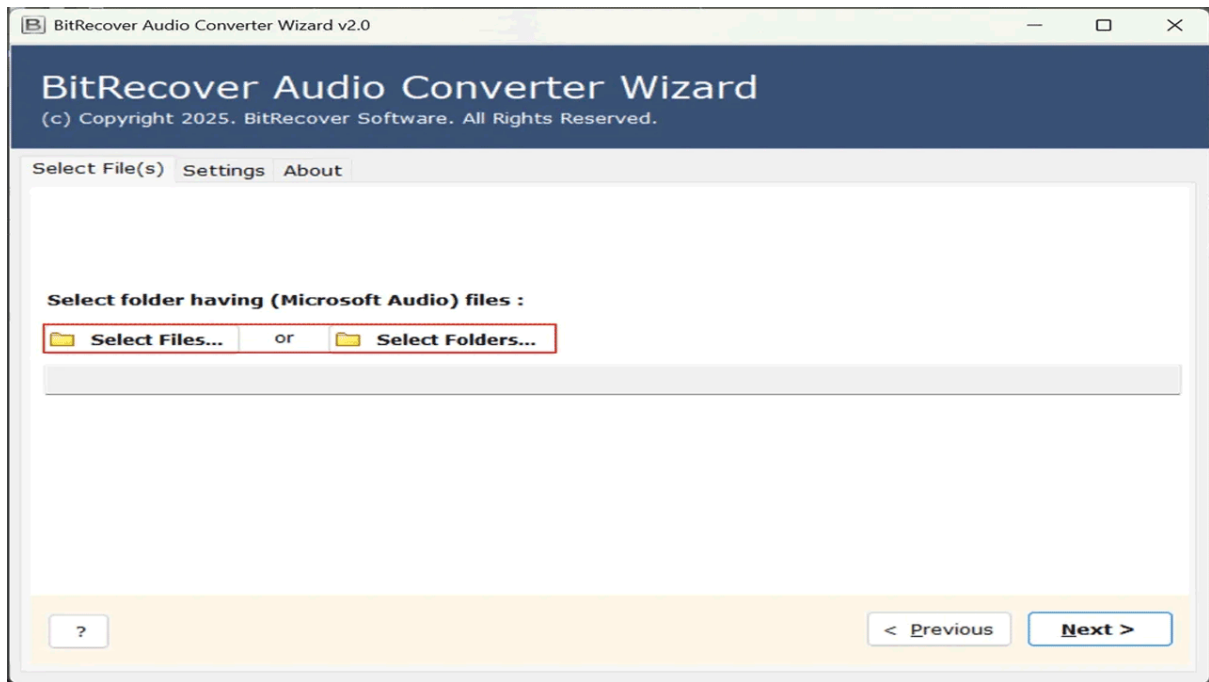 BitRecover Audio Converter Wizard v2.0
BitRecover Audio Converter Wizard
(c) Copyright 2025. BitRecover Software. All Rights Reserved.
Select File(s) Settings About
Select folder having (Microsoft Audio) files :
Select Files... or Select Folders...
? < Previous Next >